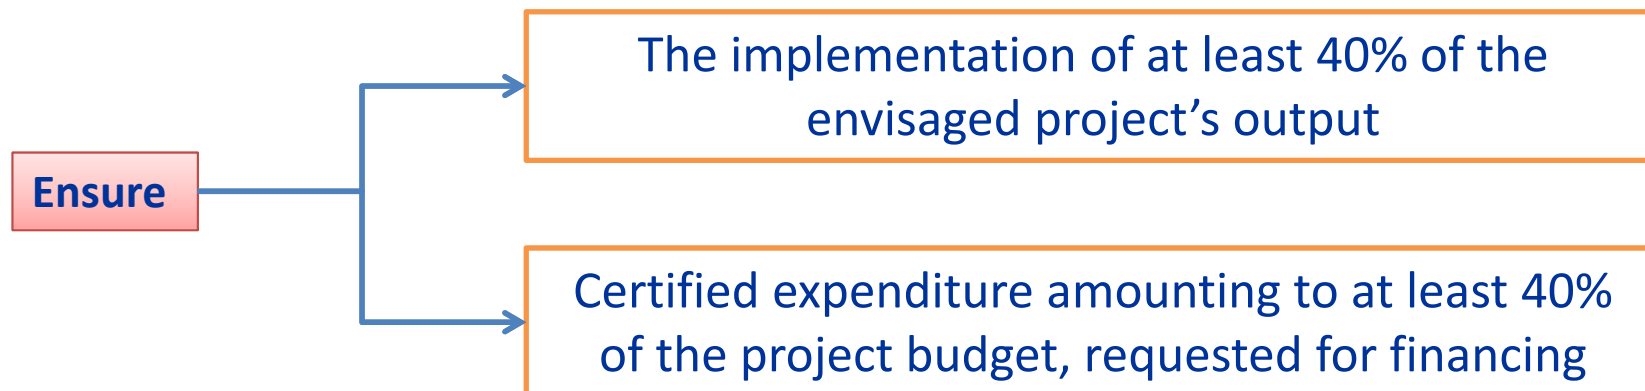 The implementation of at least 40% of the
envisaged project’s output
Ensure
Certified expenditure amounting to at least 40%
of the project budget, requested for financing